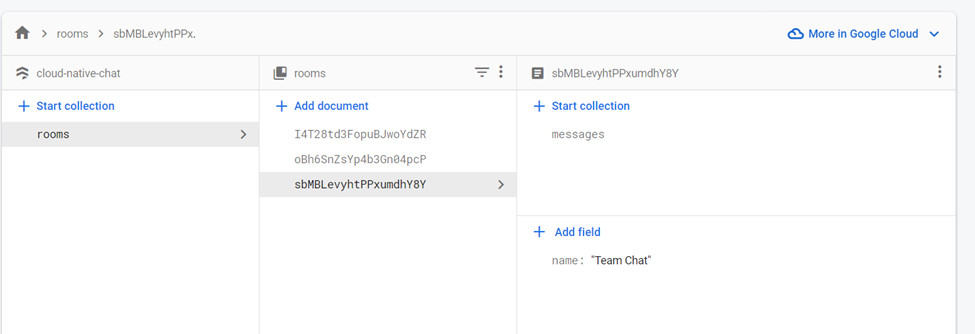 rooms > sbMBLevyhtPPx.
More in Google Cloud
cloud-native-chat
rooms
sbMBLevyhtPPxumdhY8Y
+ Start collection
+ Add document
+ Start collection
rooms
I4T28td3FopuBJwoYdZR
messages
oBh6SnZsYp4b3Gn04pcP
sbMBLevyhtPPxumdhY8Y
+ Add field
name: "Team Chat"